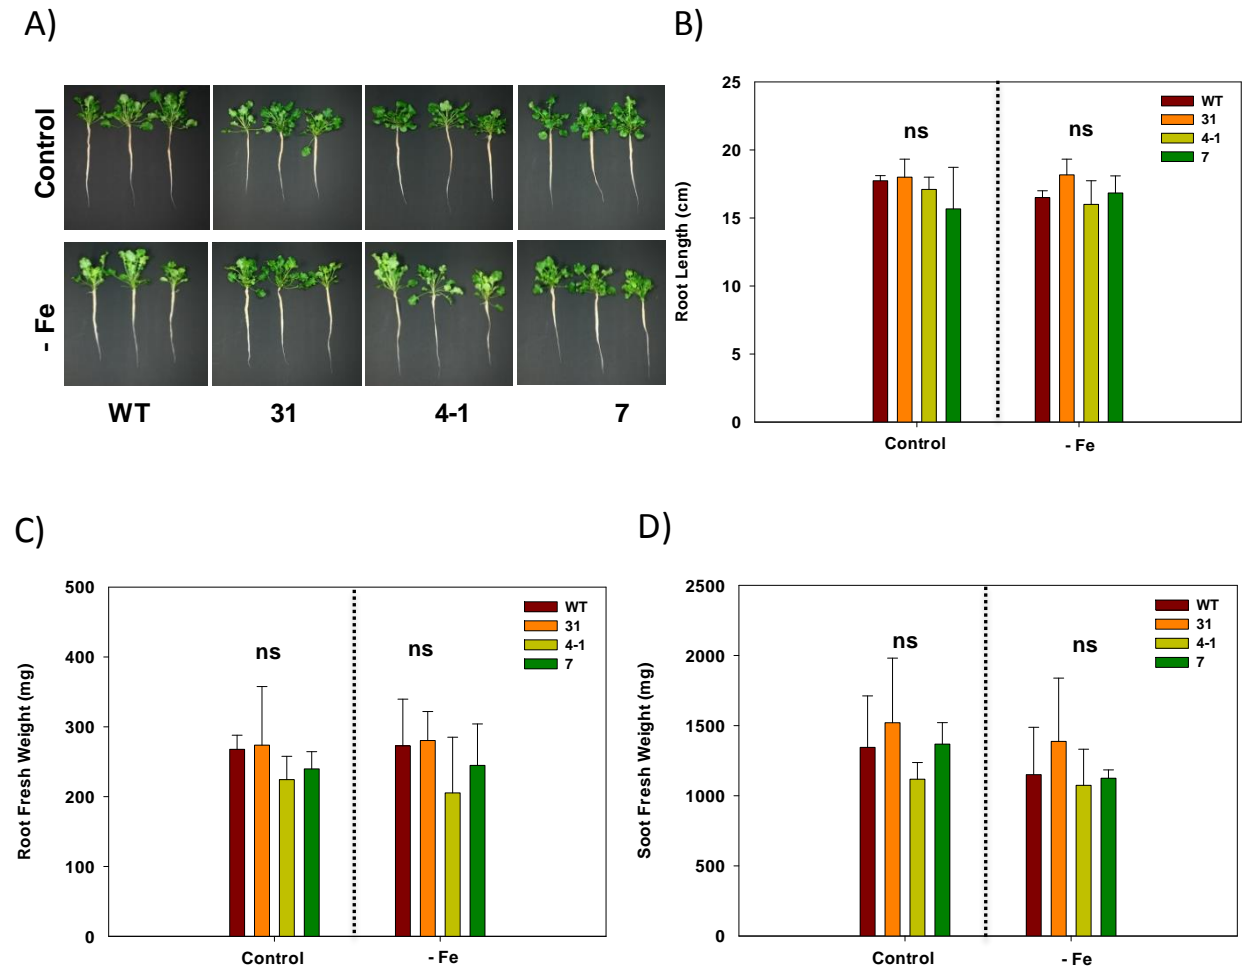 A)
Control
- Fe
WT
31
4-1
7
B)
Root Length (cm)
25
20
15
10
5
0
ns
ns
WT
31
4-1
7
Control
- Fe
C)
Root Fresh Weight (mg)
500
400
300
200
100
0
ns
ns
WT
31
4-1
7
Control
- Fe
D)
Soot Fresh Weight (mg)
2500
2000
1500
1000
500
0
ns
ns
WT
31
4-1
7
Control
- Fe